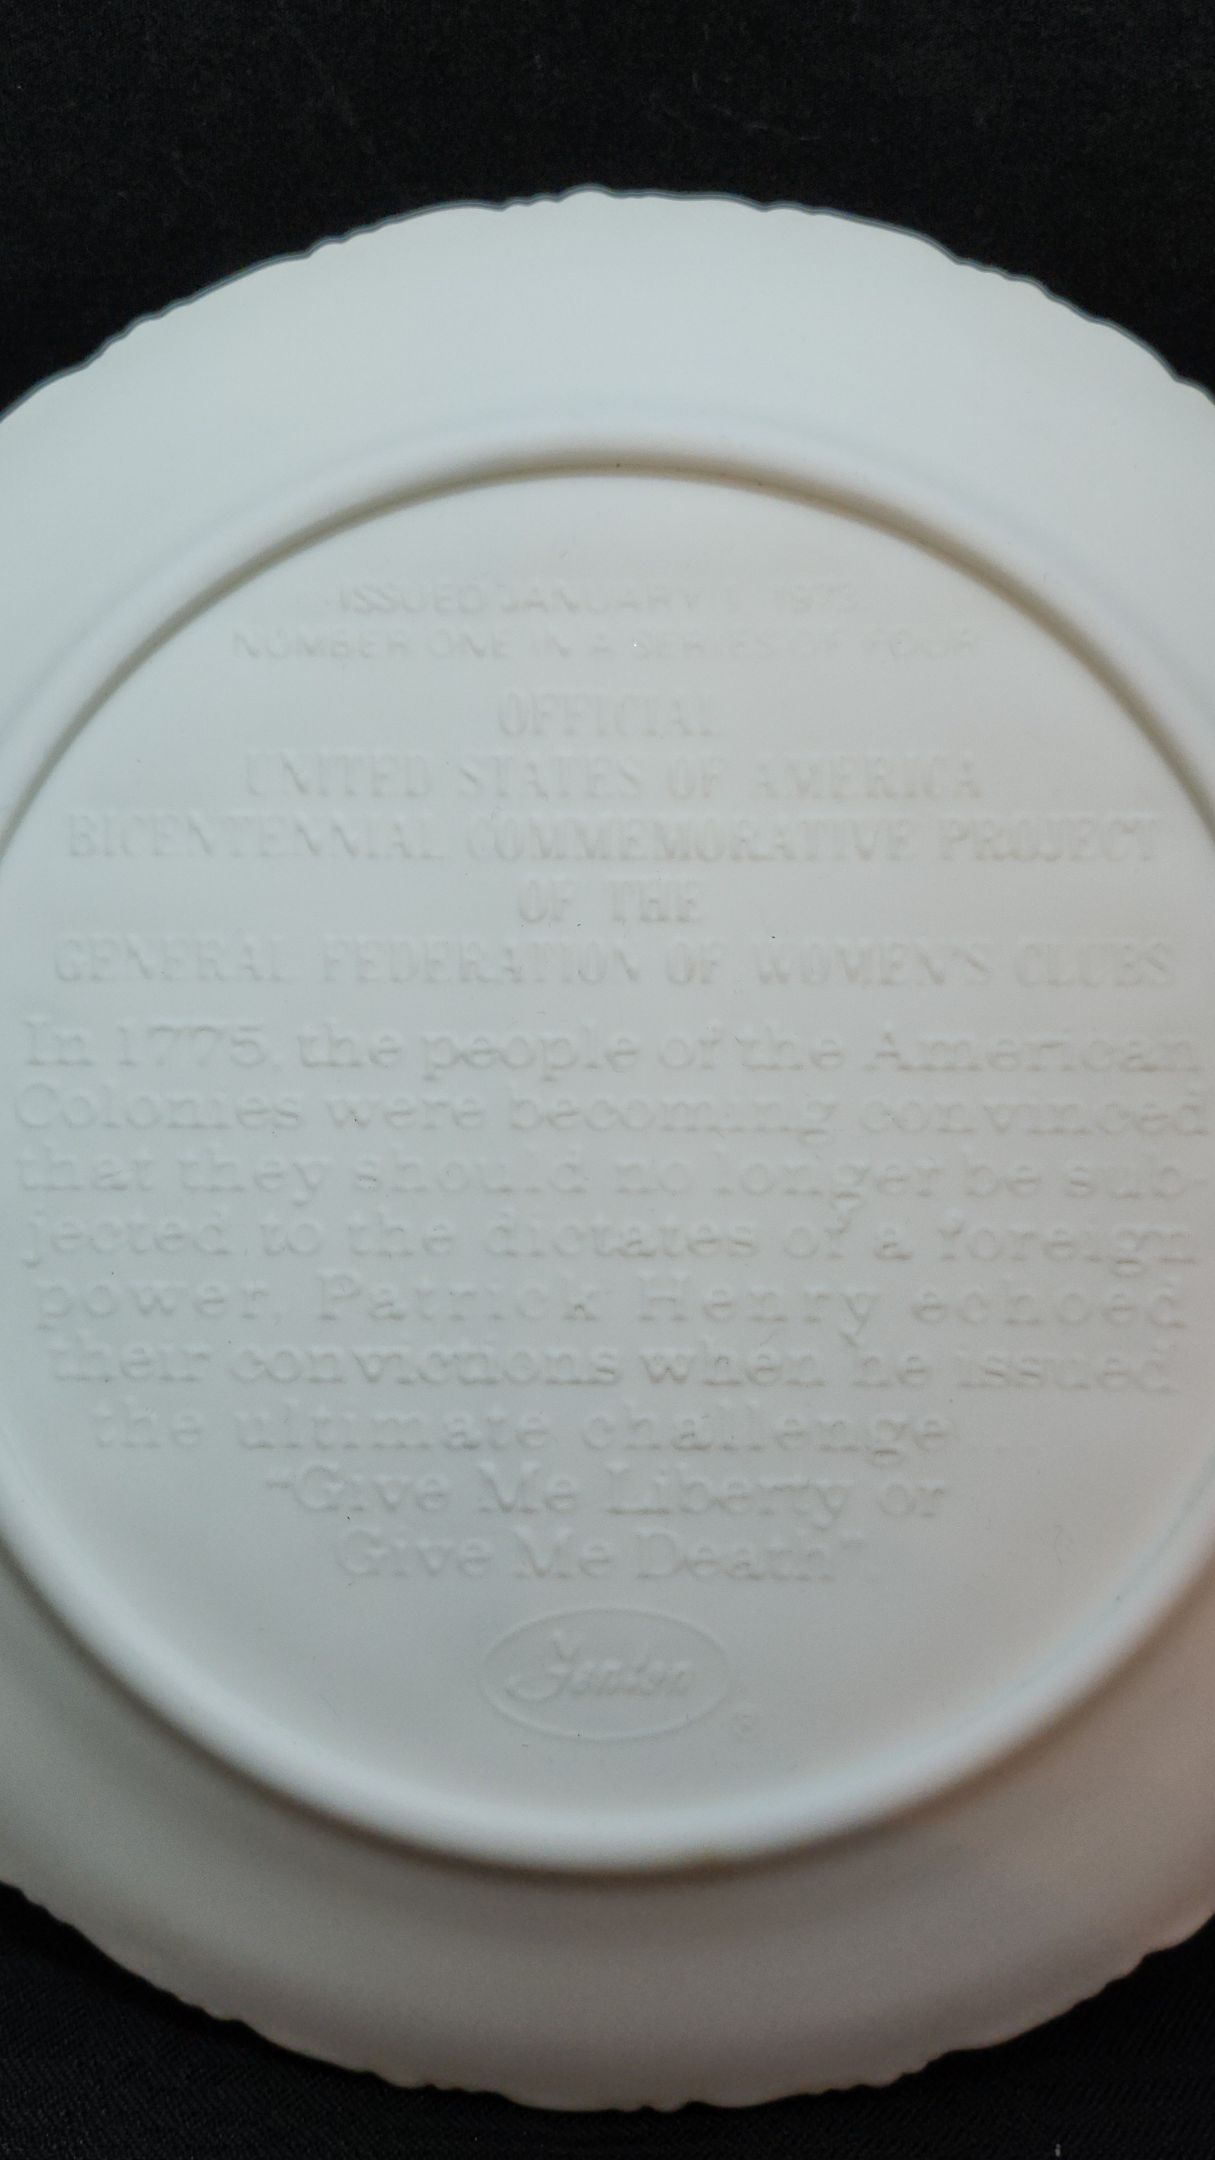 ISSUED JANUARY 1, 1973
NUMBER ONE IN A SERIES OF FOUR
OFFICIAL
UNITED STATES OF AMERICA
BICENTENNIAL COMMEMORATIVE PROJECT
OF THE
GENERAL FEDERATION OF WOMEN'S CLUBS
In 1775, the people of the American
Colonies were becoming convinced
that they should no longer be sub-
jected to the dictates of a foreign
power. Patrick Henry echoed
their convictions when he issued
the ultimate challenge
"Give Me Liberty or
Give Me Death"
Fenton ®